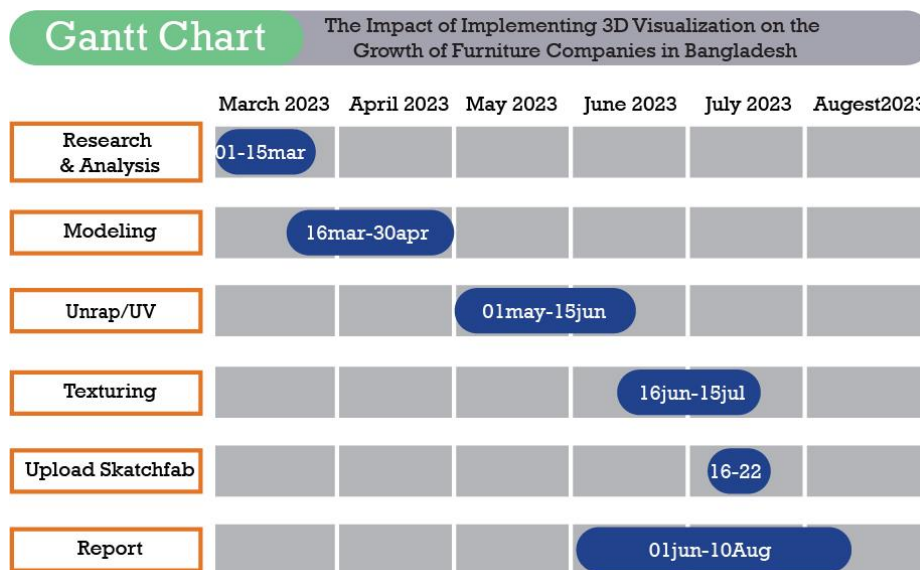 Gantt Chart
The Impact of Implementing 3D Visualization on the
Growth of Furniture Companies in Bangladesh
March 2023 April 2023 May 2023 June 2023 July 2023 Augest2023
Research
& Analysis
01-15mar
Modeling
16mar-30apr
Unrap/UV
01may-15jun
Texturing
16jun-15jul
Upload Skatchfab
16-22
Report
01jun-10Aug